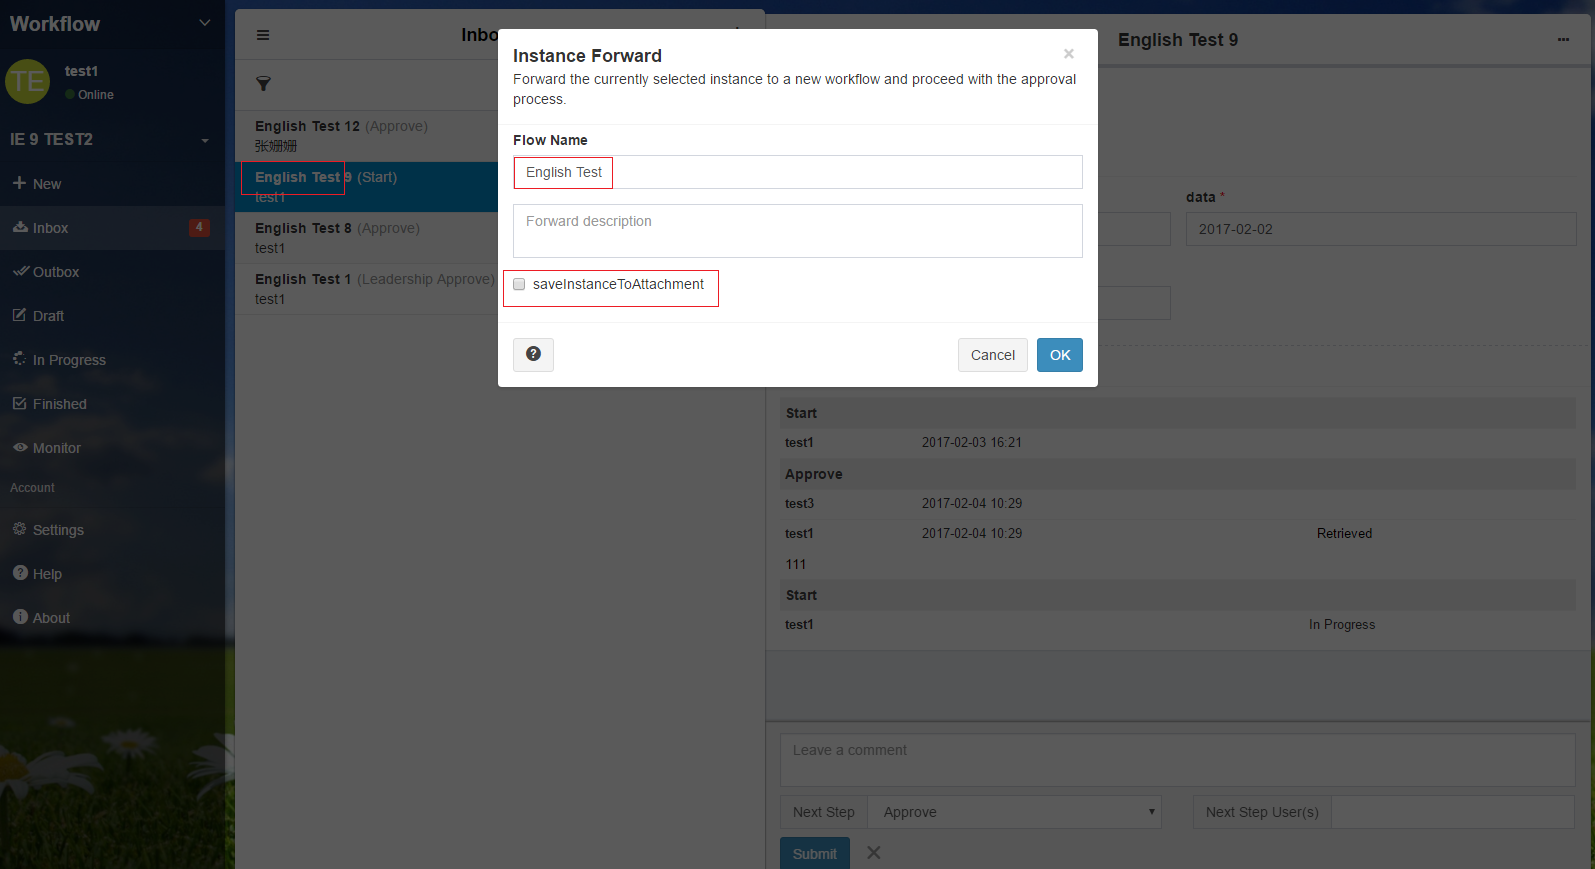 Workflow
TE
test1
Online
IE 9 TEST2
New
Inbox
4
Outbox
Draft
In Progress
Finished
Monitor
Account
Settings
Help
About
English Test 12 (Approve)
张姗姗
English Test 9 (Start)
test1
English Test 8 (Approve)
test1
English Test 1 (Leadership Approve)
test1
Instance Forward
×
Forward the currently selected instance to a new workflow and proceed with the approval
process.
Flow Name
English Test
Forward description
saveInstanceToAttachment
Cancel
OK
English Test 9
data *
2017-02-02
Start
test1 2017-02-03 16:21
Approve
test3 2017-02-04 10:29
test1 2017-02-04 10:29 Retrieved
111
Start
test1 In Progress
Leave a comment
Next Step Approve Next Step User(s)
Submit